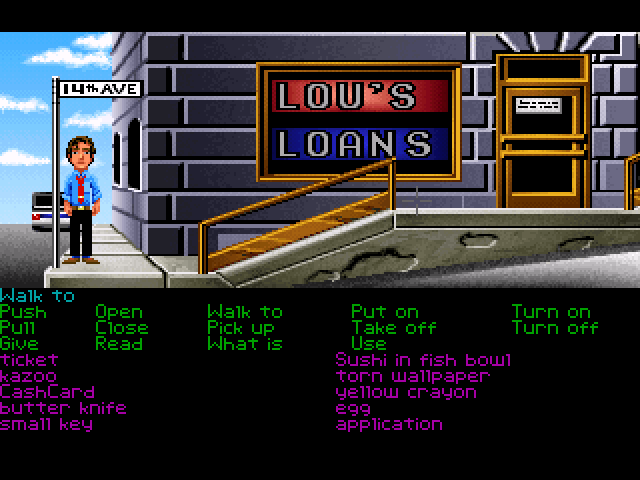 14th AVE
LOU'S
LOANS
Walk to
Push Open Walk to Put on Turn on
Pull Close Pick up Take off Turn off
Give Read What is Use
ticket Sushi in fish bowl
kazoo torn wallpaper
CashCard yellow crayon
butter knife egg
small key application